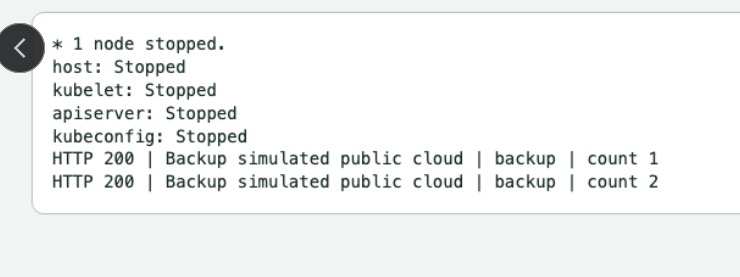 * 1 node stopped.
host: Stopped
kubelet: Stopped
apiserver: Stopped
kubeconfig: Stopped
HTTP 200 | Backup simulated public cloud | backup | count 1
HTTP 200 | Backup simulated public cloud | backup | count 2